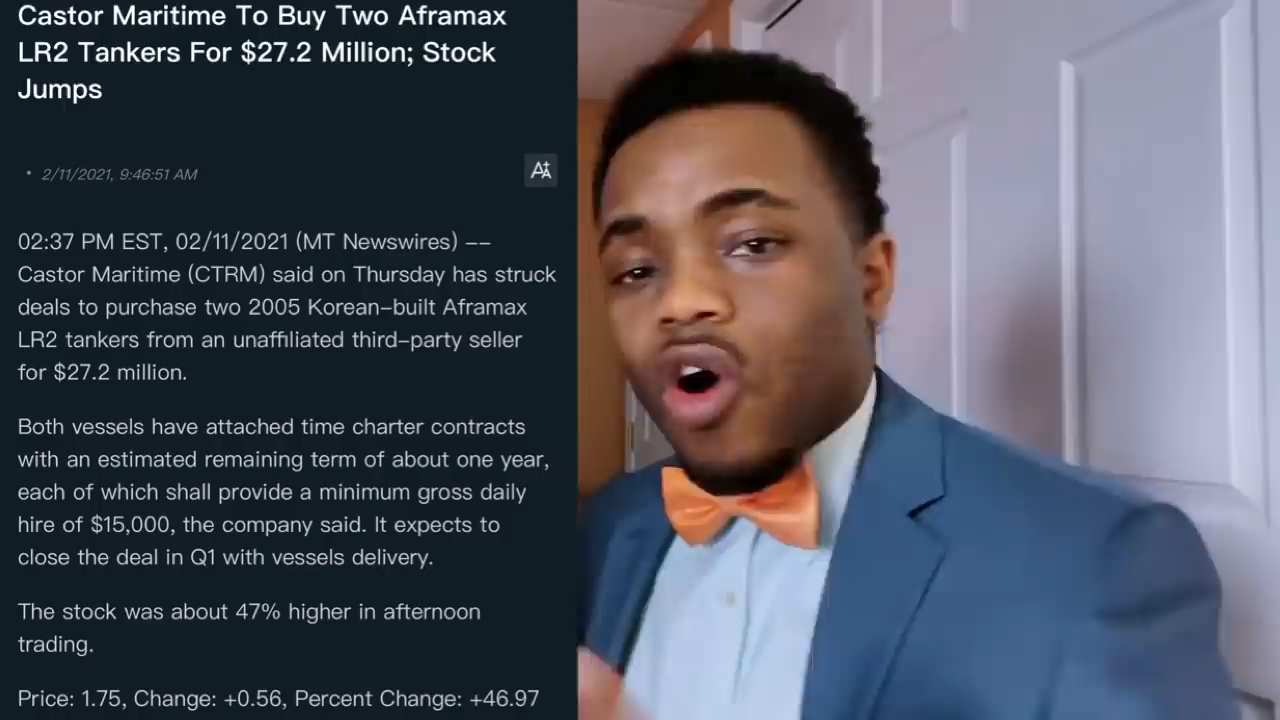 Castor Maritime To Buy Two Aframax
LR2 Tankers For $27.2 Million; Stock
Jumps
• 2/11/2021, 9:46:51 AM
02:37 PM EST, 02/11/2021 (MT Newswires) --
Castor Maritime (CTRM) said on Thursday has struck
deals to purchase two 2005 Korean-built Aframax
LR2 tankers from an unaffiliated third-party seller
for $27.2 million.
Both vessels have attached time charter contracts
with an estimated remaining term of about one year,
each of which shall provide a minimum gross daily
hire of $15,000, the company said. It expects to
close the deal in Q1 with vessels delivery.
The stock was about 47% higher in afternoon
trading.
Price: 1.75, Change: +0.56, Percent Change: +46.97